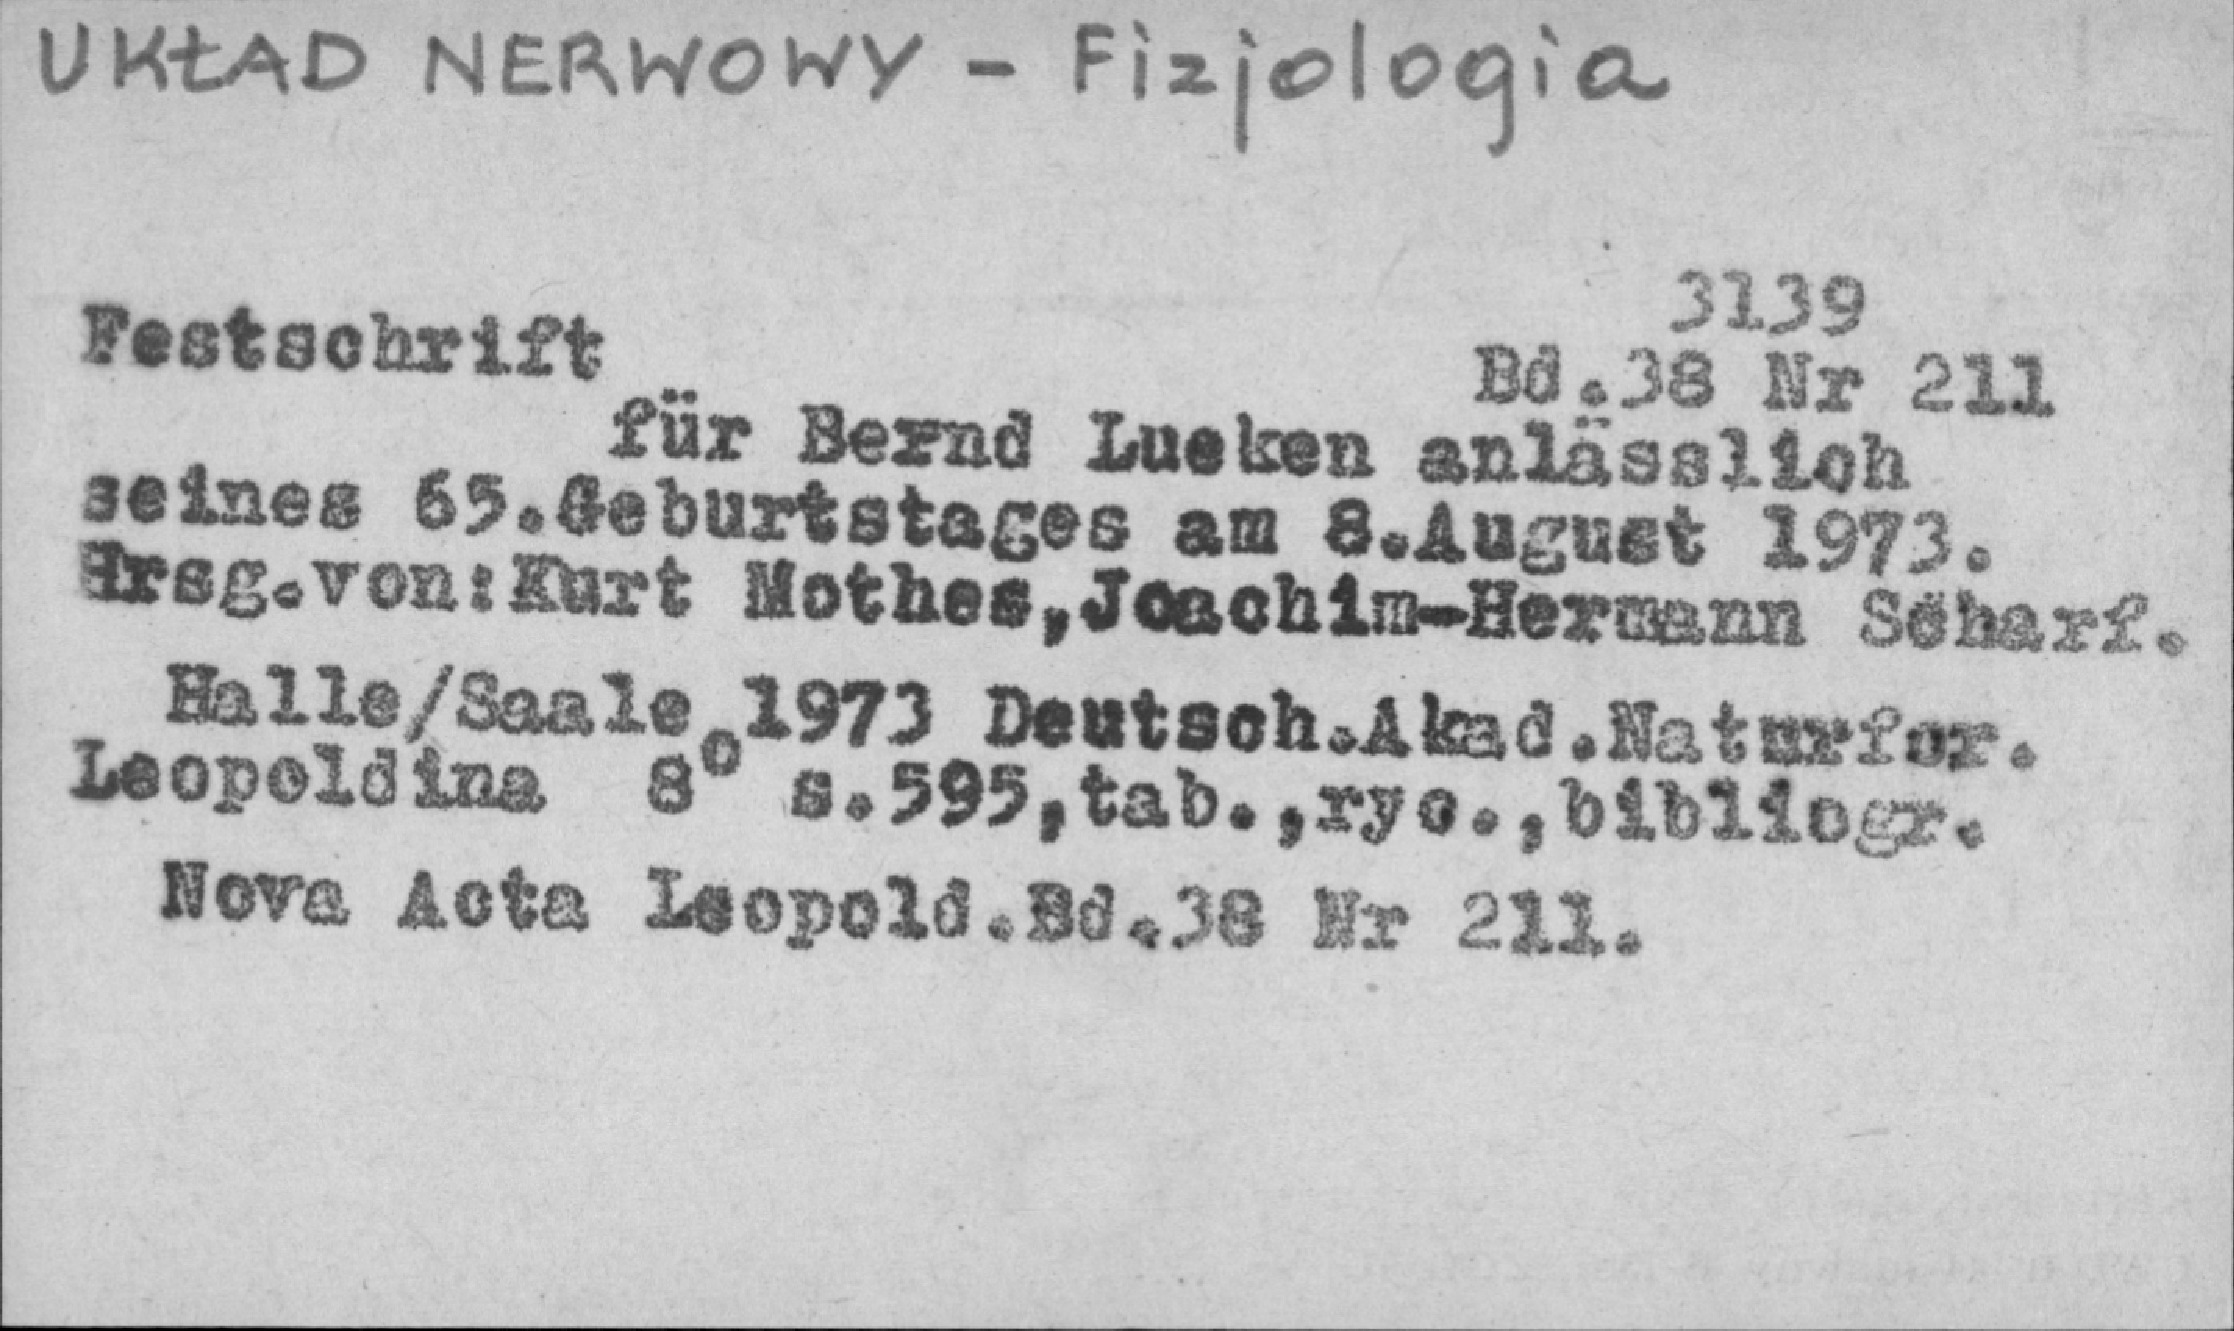 UKŁAD NERWOWY - Fizjologia
3139
Festschrift
Bd.38 Nr 211
für Bernd Lueken anlässlich
seines 65.Geburtstages am 8.August 1973.
Hrsg.von:Kurt Mothes,Joachim-Hermann Scharf.
Halle/Saale 1973 Deutsch.Akad.Naturfor.
Leopoldina 8° s.595,tab.,ryc.,bibliogr.
Nova Acta Leopold.Bd.38 Nr 211.